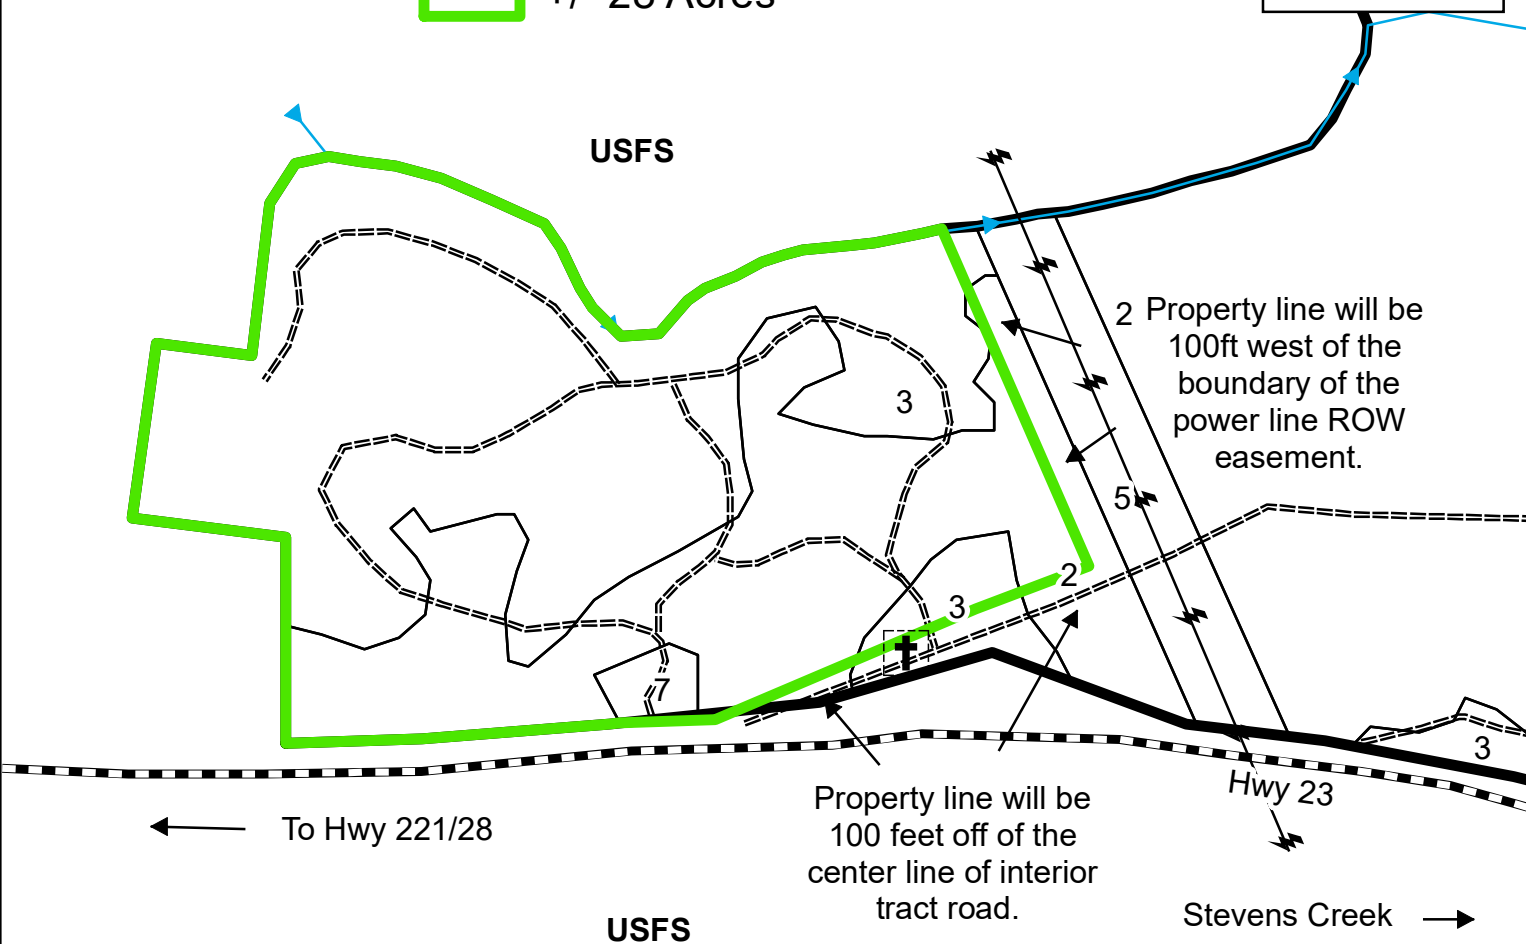 USFS
2
Property line will be
100ft west of the
boundary of the
power line ROW
easement.
3
5
2
3
7
3
Hwy 23
To Hwy 221/28
Property line will be
100 feet off of the
center line of interior
tract road.
Stevens Creek
USFS